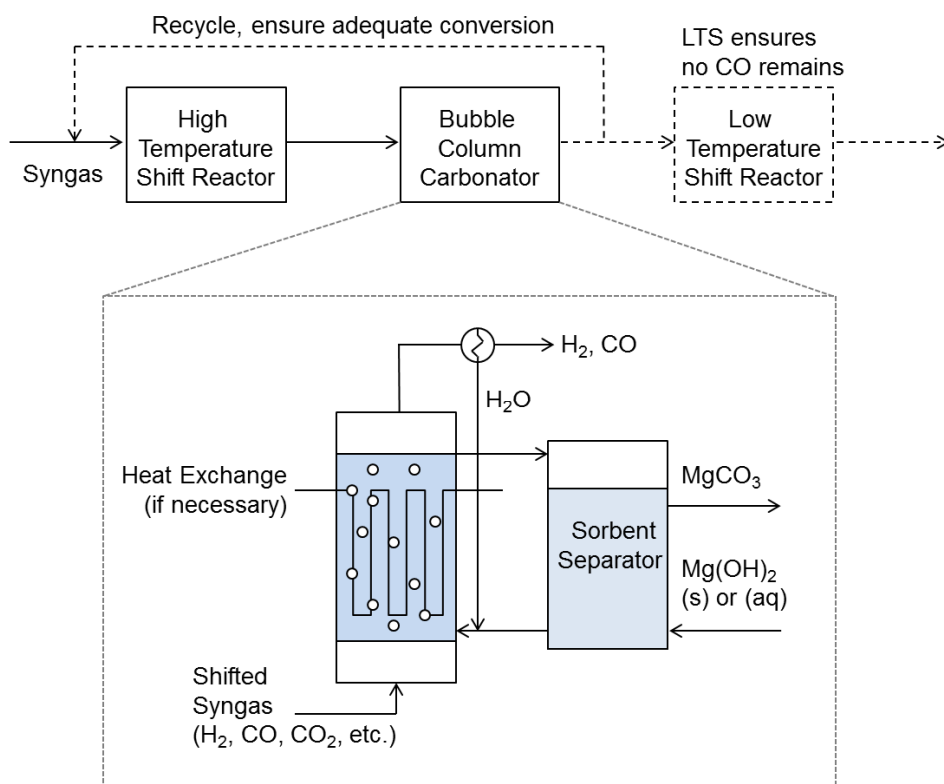 Recycle, ensure adequate conversion
LTS ensures
no CO remains
Syngas
High
Temperature
Shift Reactor
Bubble
Column
Carbonator
Low
Temperature
Shift Reactor
H₂, CO
H₂O
Heat Exchange
(if necessary)
MgCO₃
Sorbent
Separator
Mg(OH)₂
(s) or (aq)
Shifted
Syngas
(H₂, CO, CO₂, etc.)